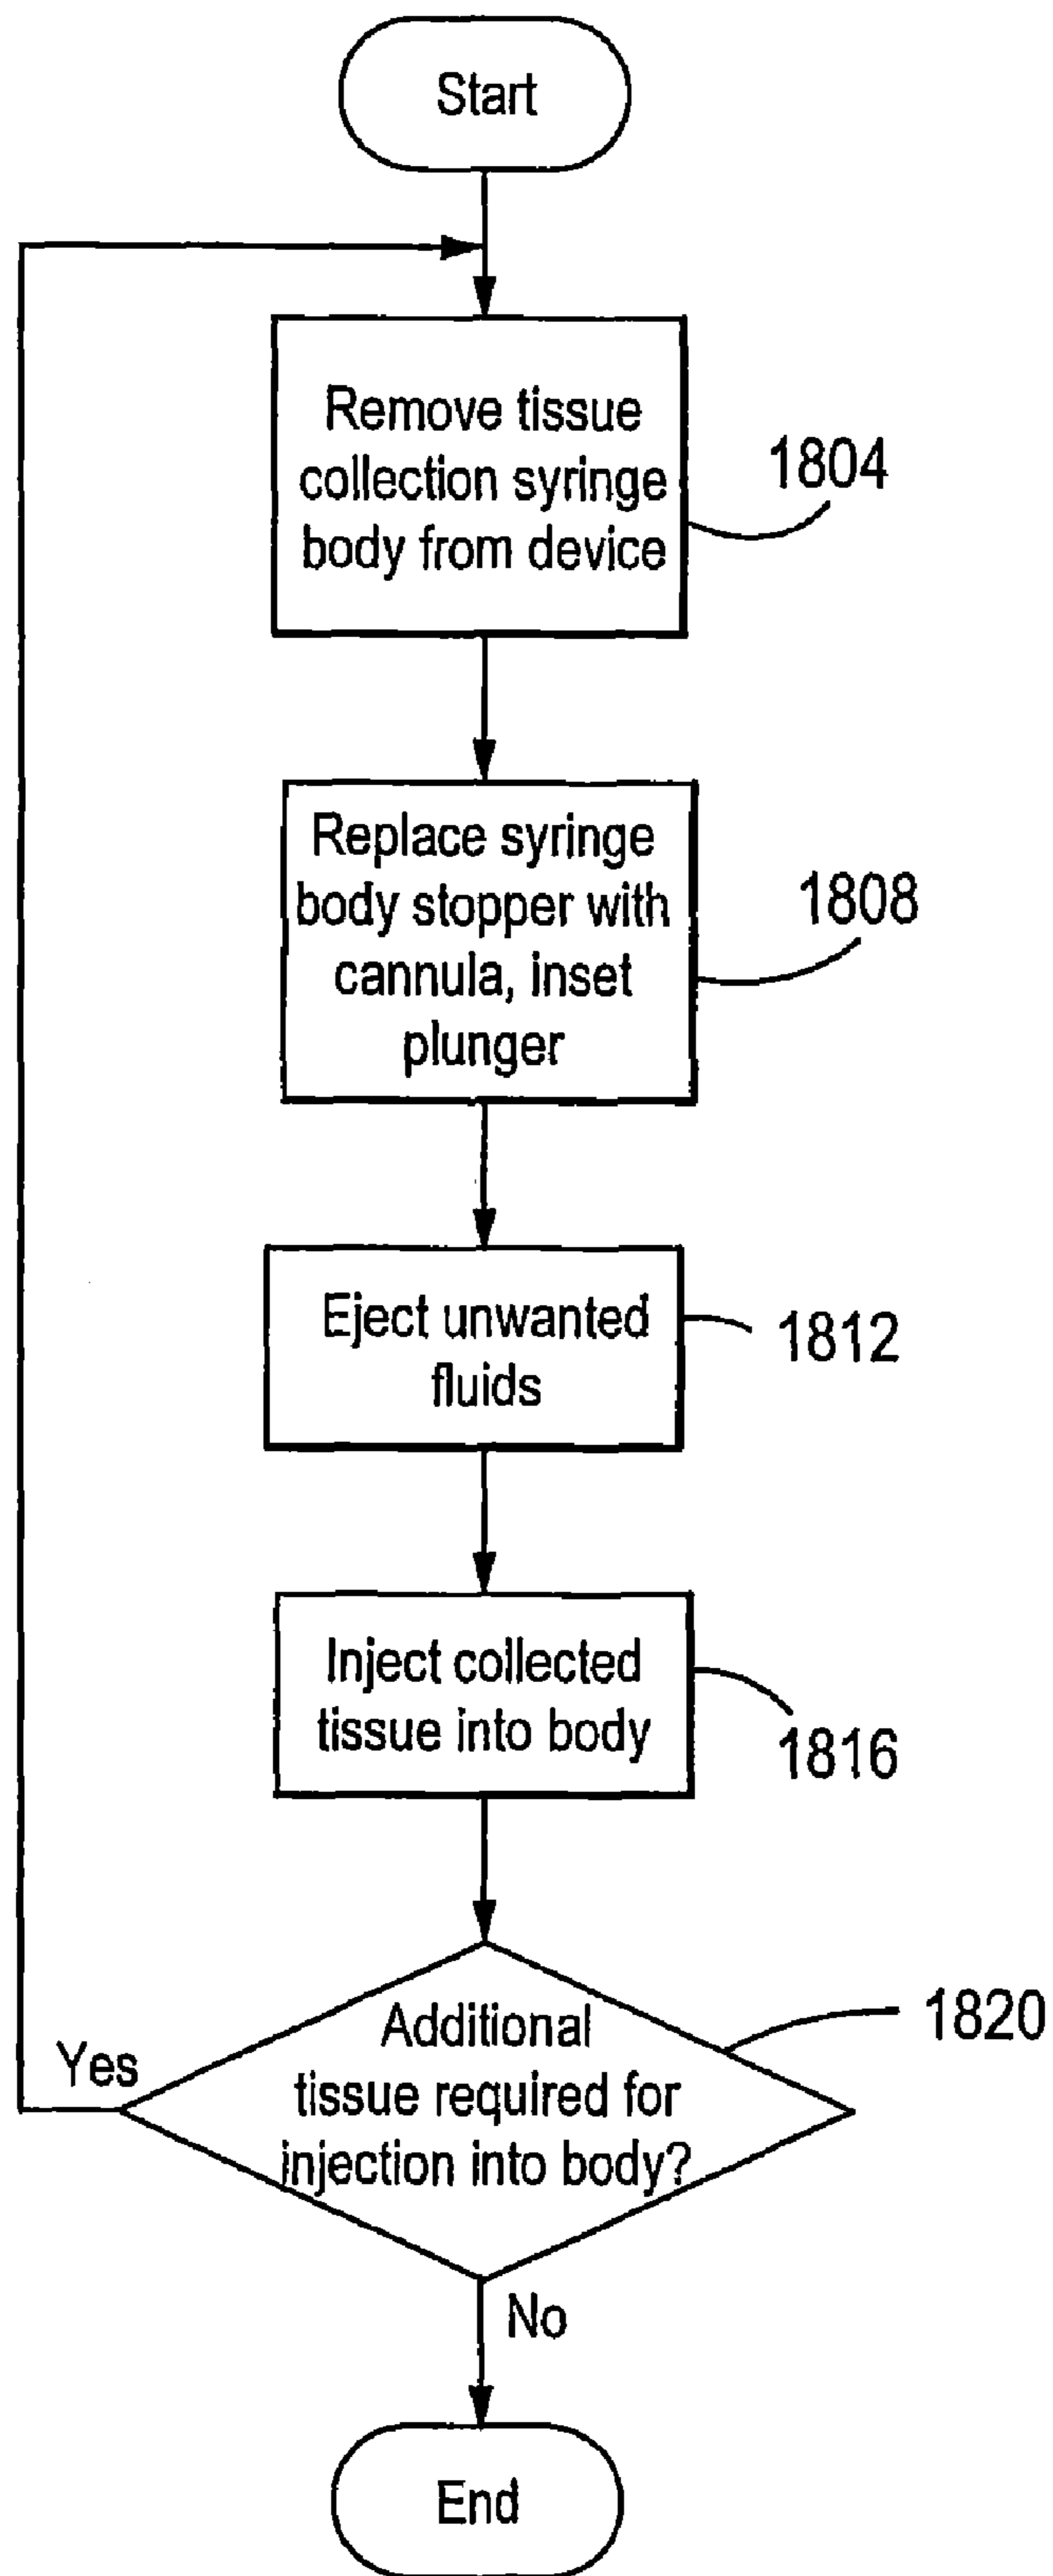 Start
Remove tissue
collection syringe
body from device
1804
Replace syringe
body stopper with
cannula, inset
plunger
1808
Eject unwanted
fluids
1812
Inject collected
tissue into body
1816
Additional
tissue required for
injection into body?
1820
Yes
No
End